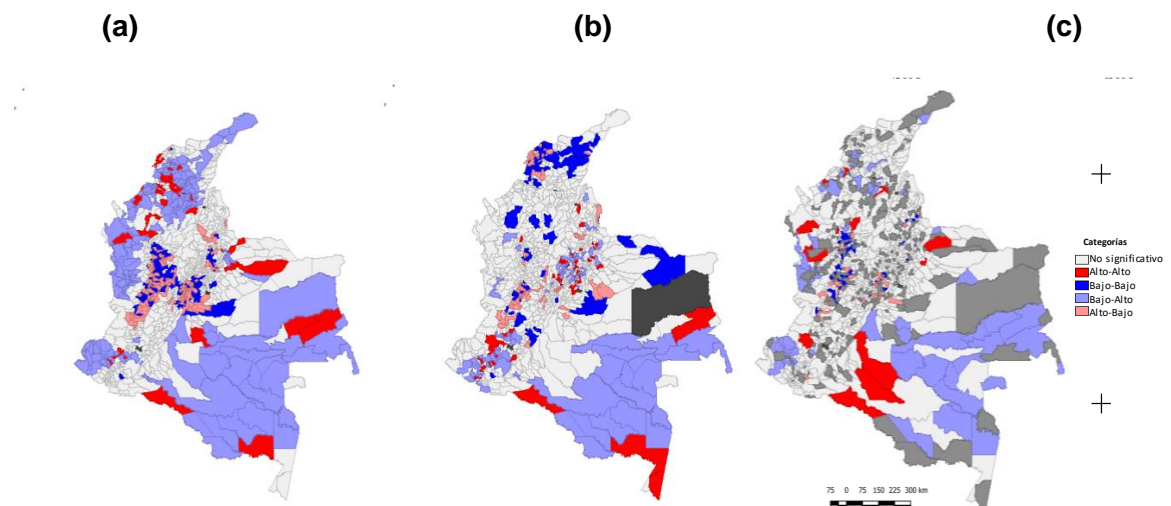 (a) (b) (c)
Categorías
No significativo
Alto-Alto
Bajo-Bajo
Bajo-Alto
Alto-Bajo
75 0 75 150 225 300 km